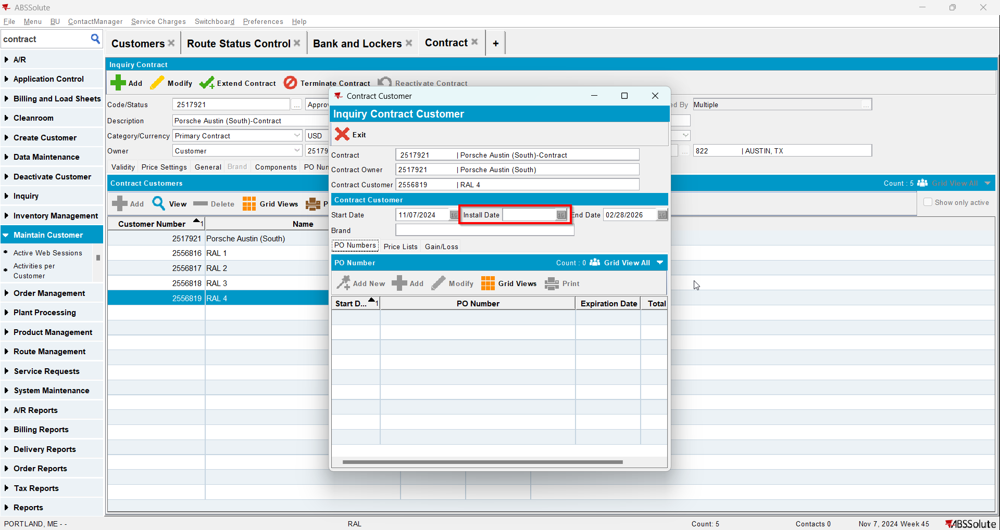 ABSSolute
File Menu BU ContactManager Service Charges Switchboard Preferences Help
contract
Customers Route Status Control Bank and Lockers Contract +
A/R
Application Control
Billing and Load Sheets
Cleanroom
Create Customer
Data Maintenance
Deactivate Customer
Inquiry
Inventory Management
Maintain Customer
Active Web Sessions
Activities per
Customer
Order Management
Plant Processing
Product Management
Route Management
Service Requests
System Maintenance
A/R Reports
Billing Reports
Delivery Reports
Order Reports
Tax Reports
Reports
Inquiry Contract
Add Modify Extend Contract Terminate Contract Reactivate Contract
Code/Status 2517921 ... Approv ed By Multiple ...
Description Porsche Austin (South)-Contract
Category/Currency Primary Contract USD
Owner Customer 25179 ... 822 | AUSTIN, TX
Validity Price Settings General Brand Components PO Nun
Contract Customers Count : 5 Grid View All
Add View Delete Grid Views P Show only active
Customer Number 1 Name
2517921 Porsche Austin (South)
2556816 RAL 1
2556817 RAL 2
2556818 RAL 3
2556819 RAL 4
Contract Customer
Inquiry Contract Customer
Exit
Contract 2517921 | Porsche Austin (South)-Contract
Contract Owner 2517921 | Porsche Austin (South)
Contract Customer 2556819 | RAL 4
Contract Customer
Start Date 11/07/2024 16 Install Date 16 End Date 02/28/2026 16
Brand
PO Numbers Price Lists Gain/Loss
PO Number Count : 0 Grid View All
Add New Add Modify Grid Views Print
Start D... 1 PO Number Expiration Date Total
PORTLAND, ME - - RAL Count: 5 Contacts 0 Nov 7, 2024 Week 45 ABSSolute